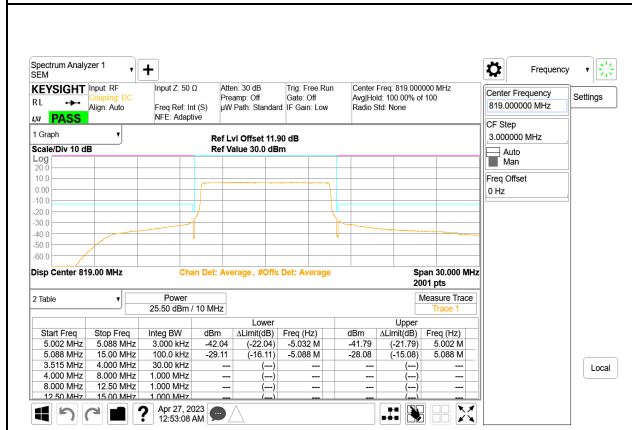 Spectrum Analyzer 1
SEM
Frequency
KEYSIGHT
Input: RF
Input Z: 50 Ω
Atten: 30 dB
Trig: Free Run
Center Freq: 819.000000 MHz
RL
Coupling: DC
Preamp: Off
Gate: Off
Avg|Hold: 100.00% of 100
Align: Auto
Freq Ref: Int (S)
µW Path: Standard
IF Gain: Low
Radio Std: None
LXI
PASS
NFE: Adaptive
Center Frequency
819.000000 MHz
Settings
CF Step
3.000000 MHz
Auto
Man
Freq Offset
0 Hz
Local
1 Graph
Ref Lvl Offset 11.90 dB
Scale/Div 10 dB
Ref Value 30.0 dBm
Log
20.0
10.0
0.00
-10.0
-20.0
-30.0
-40.0
-50.0
-60.0
Disp Center 819.00 MHz
Chan Det: Average, #Offs Det: Average
Span 30.000 MHz
2001 pts
2 Table
Power
Measure Trace
25.50 dBm / 10 MHz
Trace 1
Lower Upper
Start Freq Stop Freq Integ BW dBm ΔLimit(dB) Freq (Hz) dBm ΔLimit(dB) Freq (Hz)
5.002 MHz 5.088 MHz 3.000 kHz -42.04 (-22.04) -5.032 M -41.79 (-21.79) 5.002 M
5.088 MHz 15.00 MHz 100.0 kHz -29.11 (-16.11) -5.088 M -28.08 (-15.08) 5.088 M
3.515 MHz 4.000 MHz 30.00 kHz --- (---) --- --- (---) ---
4.000 MHz 8.000 MHz 1.000 MHz --- (---) --- --- (---) ---
8.000 MHz 12.50 MHz 1.000 MHz --- (---) --- --- (---) ---
12.50 MHz 15.00 MHz 1.000 MHz --- (---) --- --- (---) ---
Apr 27, 2023
12:53:08 AM